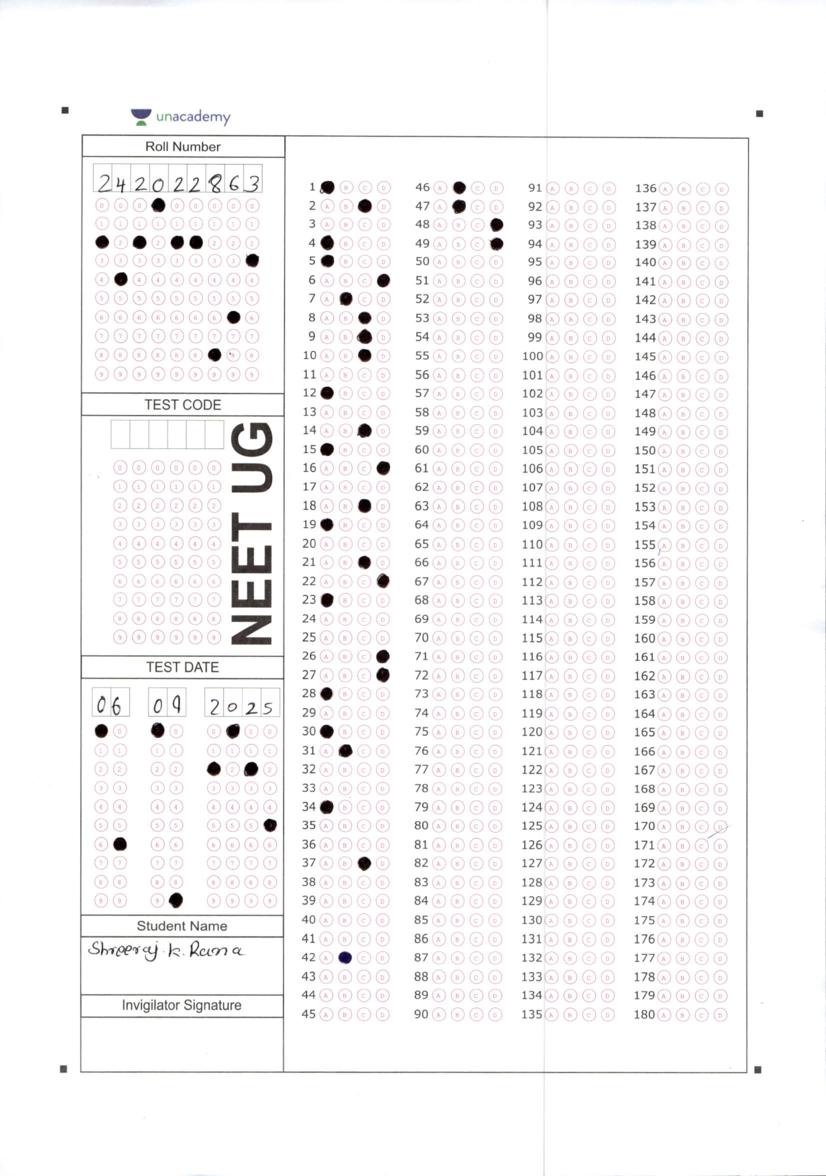 unacademy
Roll Number
242022863
TEST CODE
NEET UG
TEST DATE
06 09 2025
Student Name
Shreeraj K. Rana
Invigilator Signature
1 A B C D 46 A B C D 91 A B C D 136 A B C D
2 A B C D 47 A B C D 92 A B C D 137 A B C D
3 A B C D 48 A B C D 93 A B C D 138 A B C D
4 A B C D 49 A B C D 94 A B C D 139 A B C D
5 A B C D 50 A B C D 95 A B C D 140 A B C D
6 A B C D 51 A B C D 96 A B C D 141 A B C D
7 A B C D 52 A B C D 97 A B C D 142 A B C D
8 A B C D 53 A B C D 98 A B C D 143 A B C D
9 A B C D 54 A B C D 99 A B C D 144 A B C D
10 A B C D 55 A B C D 100 A B C D 145 A B C D
11 A B C D 56 A B C D 101 A B C D 146 A B C D
12 A B C D 57 A B C D 102 A B C D 147 A B C D
13 A B C D 58 A B C D 103 A B C D 148 A B C D
14 A B C D 59 A B C D 104 A B C D 149 A B C D
15 A B C D 60 A B C D 105 A B C D 150 A B C D
16 A B C D 61 A B C D 106 A B C D 151 A B C D
17 A B C D 62 A B C D 107 A B C D 152 A B C D
18 A B C D 63 A B C D 108 A B C D 153 A B C D
19 A B C D 64 A B C D 109 A B C D 154 A B C D
20 A B C D 65 A B C D 110 A B C D 155 A B C D
21 A B C D 66 A B C D 111 A B C D 156 A B C D
22 A B C D 67 A B C D 112 A B C D 157 A B C D
23 A B C D 68 A B C D 113 A B C D 158 A B C D
24 A B C D 69 A B C D 114 A B C D 159 A B C D
25 A B C D 70 A B C D 115 A B C D 160 A B C D
26 A B C D 71 A B C D 116 A B C D 161 A B C D
27 A B C D 72 A B C D 117 A B C D 162 A B C D
28 A B C D 73 A B C D 118 A B C D 163 A B C D
29 A B C D 74 A B C D 119 A B C D 164 A B C D
30 A B C D 75 A B C D 120 A B C D 165 A B C D
31 A B C D 76 A B C D 121 A B C D 166 A B C D
32 A B C D 77 A B C D 122 A B C D 167 A B C D
33 A B C D 78 A B C D 123 A B C D 168 A B C D
34 A B C D 79 A B C D 124 A B C D 169 A B C D
35 A B C D 80 A B C D 125 A B C D 170 A B C D
36 A B C D 81 A B C D 126 A B C D 171 A B C D
37 A B C D 82 A B C D 127 A B C D 172 A B C D
38 A B C D 83 A B C D 128 A B C D 173 A B C D
39 A B C D 84 A B C D 129 A B C D 174 A B C D
40 A B C D 85 A B C D 130 A B C D 175 A B C D
41 A B C D 86 A B C D 131 A B C D 176 A B C D
42 A B C D 87 A B C D 132 A B C D 177 A B C D
43 A B C D 88 A B C D 133 A B C D 178 A B C D
44 A B C D 89 A B C D 134 A B C D 179 A B C D
45 A B C D 90 A B C D 135 A B C D 180 A B C D